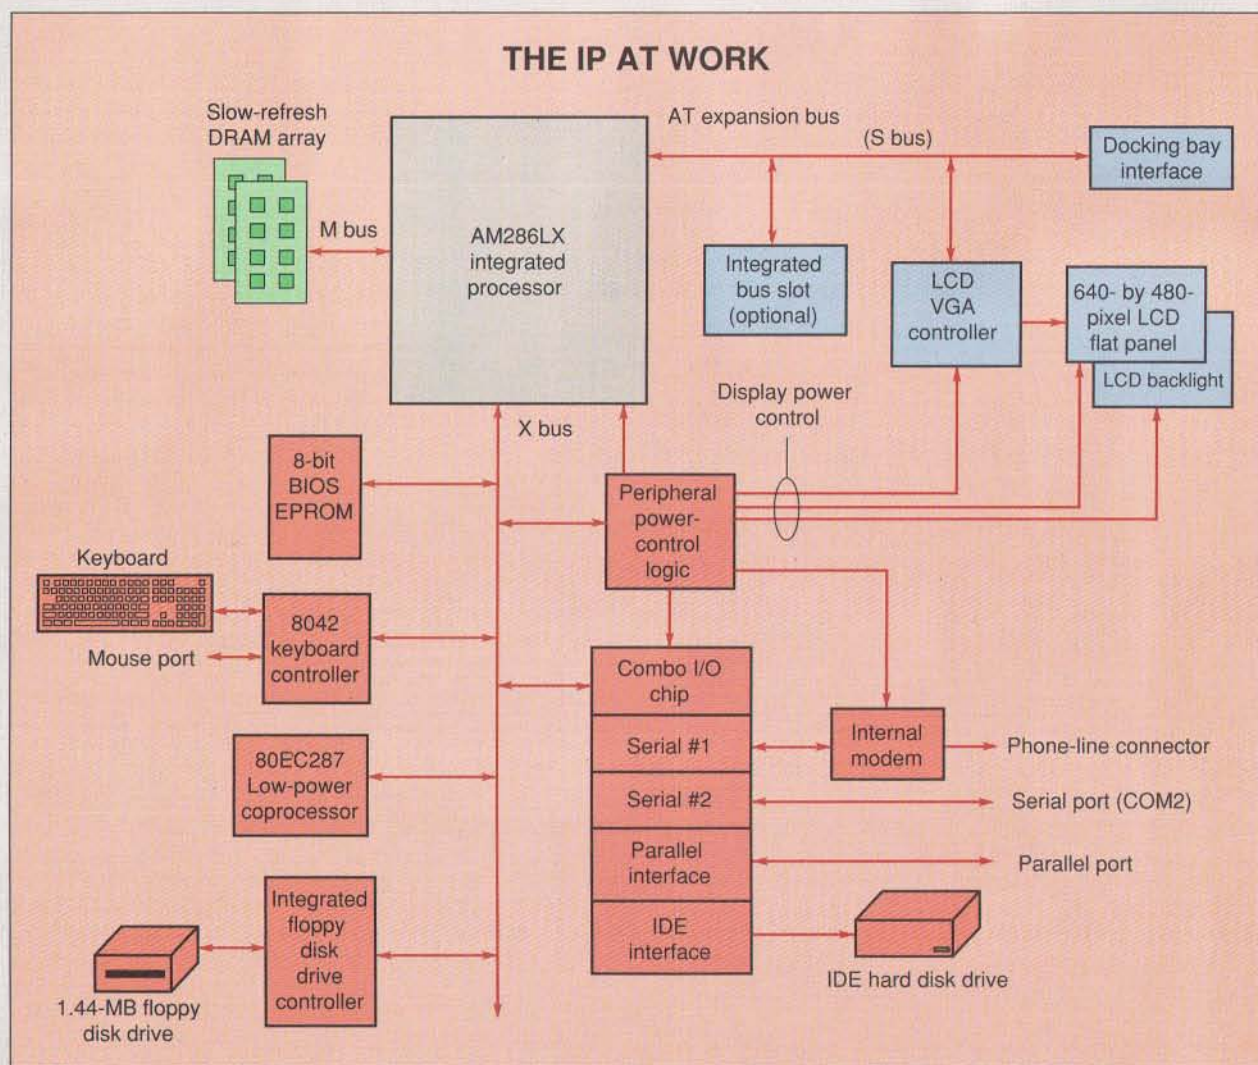 THE IP AT WORK
Slow-refresh
DRAM array
M bus
AM286LX
integrated
processor
AT expansion bus
(S bus)
Docking bay
interface
Integrated
bus slot
(optional)
LCD
VGA
controller
640- by 480-
pixel LCD
flat panel
LCD backlight
Display power
control
X bus
8-bit
BIOS
EPROM
Peripheral
power-
control
logic
Keyboard
8042
keyboard
controller
Mouse port
Combo I/O
chip
Serial #1
Internal
modem
Phone-line connector
80EC287
Low-power
coprocessor
Serial #2
Serial port (COM2)
Parallel
interface
Parallel port
Integrated
floppy
disk
drive
controller
IDE
interface
IDE hard disk drive
1.44-MB floppy
disk drive